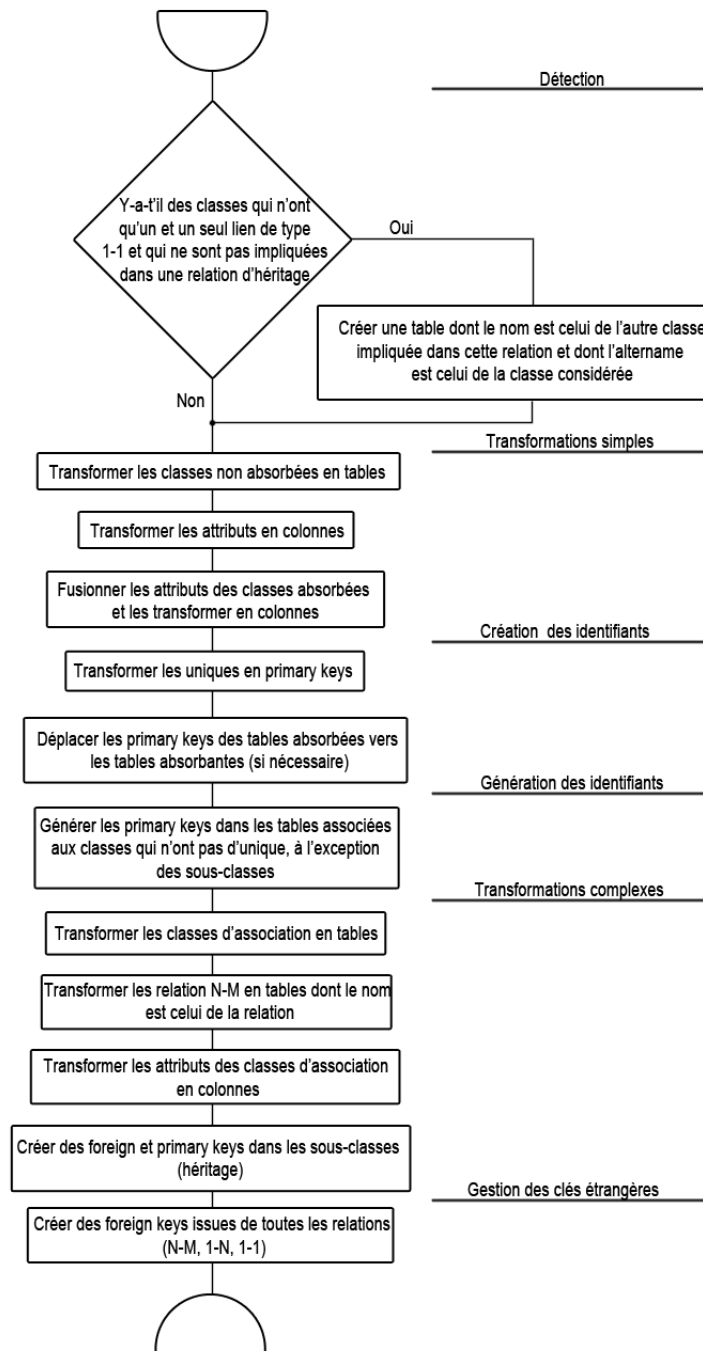 Détection
Y-a-t'il des classes qui n'ont
qu'un et un seul lien de type
1-1 et qui ne sont pas impliquées
dans une relation d'héritage
Oui
Créer une table dont le nom est celui de l'autre classe
impliquée dans cette relation et dont l'altername
est celui de la classe considérée
Non
Transformations simples
Transformer les classes non absorbées en tables
Transformer les attributs en colonnes
Fusionner les attributs des classes absorbées
et les transformer en colonnes
Création des identifiants
Transformer les uniques en primary keys
Déplacer les primary keys des tables absorbées vers
les tables absorbantes (si nécessaire)
Génération des identifiants
Générer les primary keys dans les tables associées
aux classes qui n'ont pas d'unique, à l'exception
des sous-classes
Transformations complexes
Transformer les classes d'association en tables
Transformer les relation N-M en tables dont le nom
est celui de la relation
Transformer les attributs des classes d'association
en colonnes
Créer des foreign et primary keys dans les sous-classes
(héritage)
Gestion des clés étrangères
Créer des foreign keys issues de toutes les relations
(N-M, 1-N, 1-1)